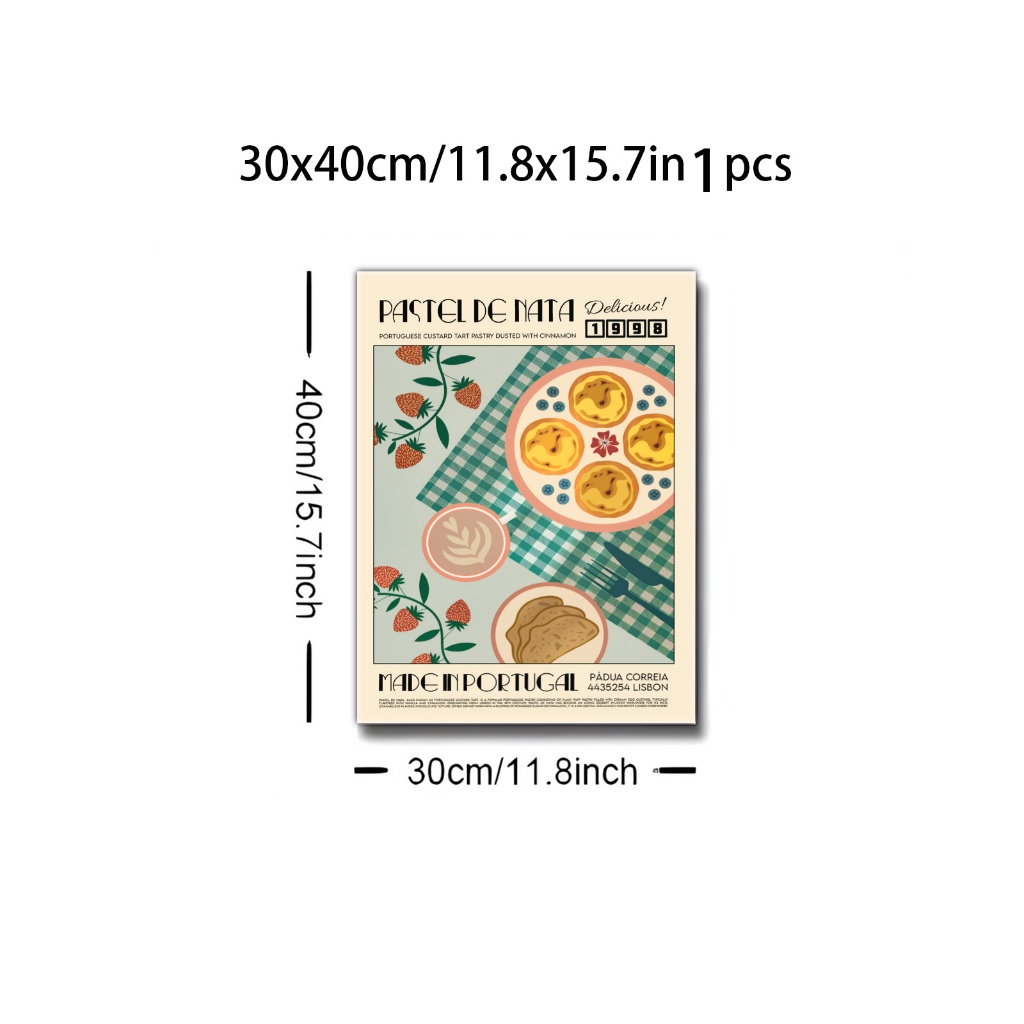 30x40cm/11.8x15.7in 1 pcs
PASTEL DE NATA
Delicious!
1998
PORTUGUESE CUSTARD TART PASTRY DUSTED WITH CINNAMON
40cm/15.7inch
MADE IN PORTUGAL
PÁDUA CORREIA
4435254 LISBON
30cm/11.8inch